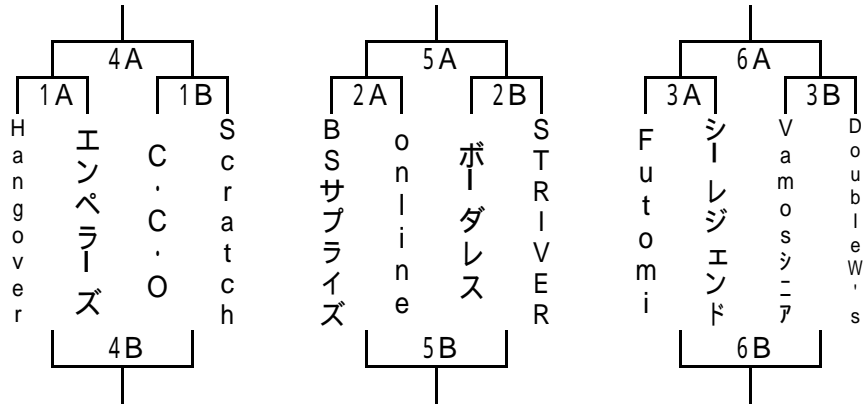 4A 5A 6A
1A 1B 2A 2B 3A 3B
Hangover
エンペラーズ
C.C.O
Scratch
BSサプライズ
online
ボーダレス
STRIVER
Futomi
シーレジェンド
Vamosシニア
DoubleW's
4B 5B 6B